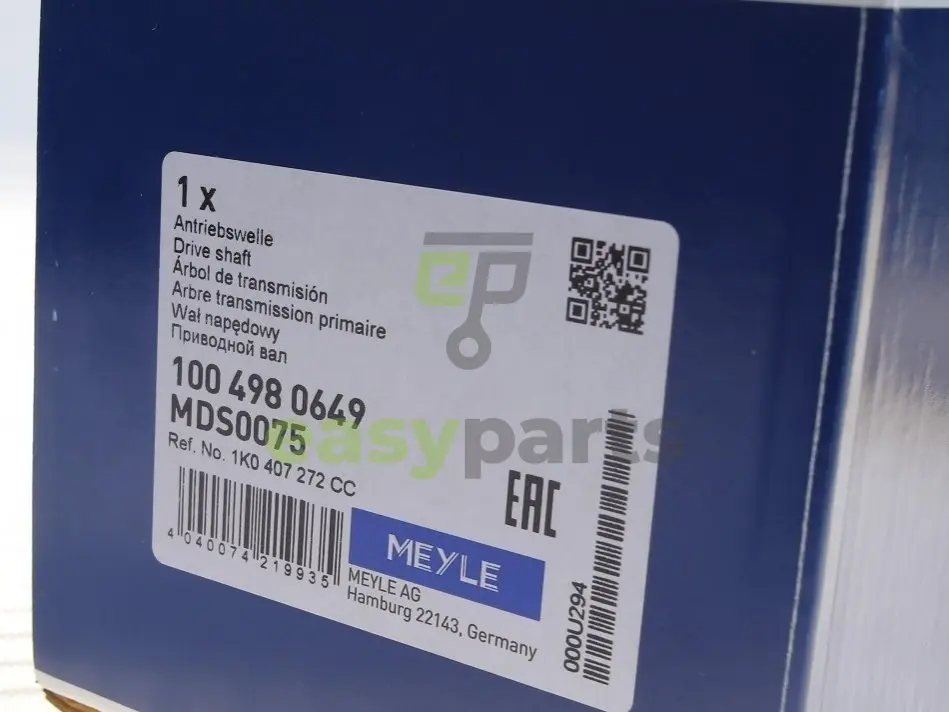 1 x
Antriebswelle
Drive shaft
Árbol de transmisión
Arbre transmission primaire
Wał napędowy
Приводной вал
100 498 0649
MDS0075
Ref. No. 1K0 407 272 CC
4 040074 219935
MEYLE
MEYLE AG
Hamburg 22143, Germany
EAC
000U294
ep
easyparts